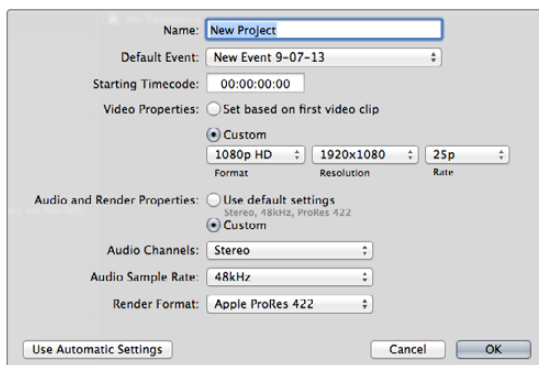 Name: New Project
Default Event: New Event 9-07-13
Starting Timecode: 00:00:00:00
Video Properties: Set based on first video clip
Custom
1080p HD 1920x1080 25p
Format Resolution Rate
Audio and Render Properties: Use default settings
Stereo, 48kHz, ProRes 422
Custom
Audio Channels: Stereo
Audio Sample Rate: 48kHz
Render Format: Apple ProRes 422
Use Automatic Settings Cancel OK